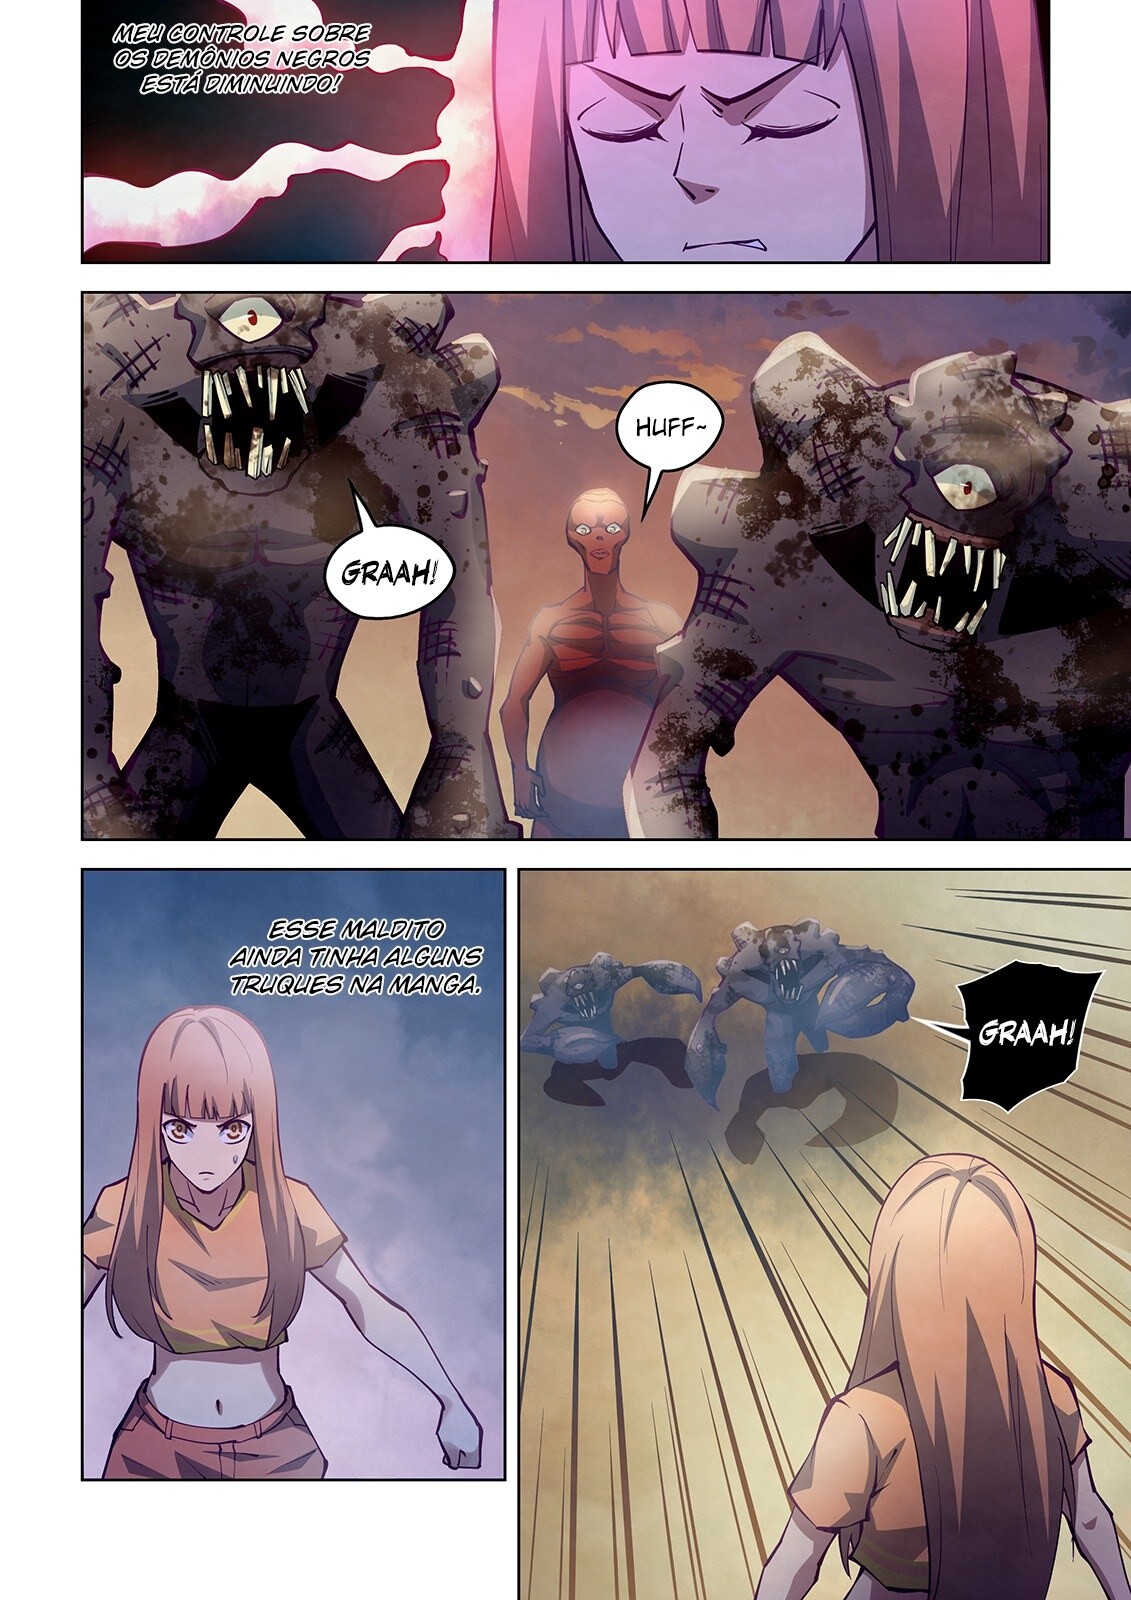 MEU CONTROLE SOBRE
OS DEMÔNIOS NEGROS
ESTÁ DIMINUINDO!
HUFF~
GRAAH!
ESSE MALDITO
AINDA TINHA ALGUNS
TRUQUES NA MANGA.
GRAAH!